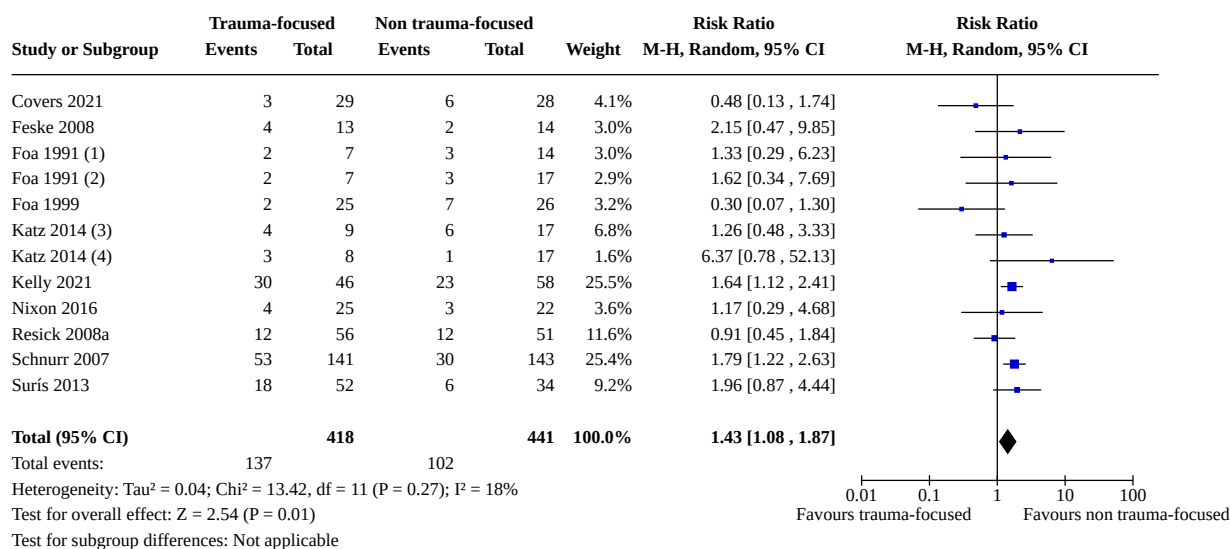 Trauma-focused Non trauma-focused Risk Ratio Risk Ratio
Study or Subgroup Events Total Events Total Weight M-H, Random, 95% CI M-H, Random, 95% CI
Covers 2021 3 29 6 28 4.1% 0.48 [0.13 , 1.74]
Feske 2008 4 13 2 14 3.0% 2.15 [0.47 , 9.85]
Foa 1991 (1) 2 7 3 14 3.0% 1.33 [0.29 , 6.23]
Foa 1991 (2) 2 7 3 17 2.9% 1.62 [0.34 , 7.69]
Foa 1999 2 25 7 26 3.2% 0.30 [0.07 , 1.30]
Katz 2014 (3) 4 9 6 17 6.8% 1.26 [0.48 , 3.33]
Katz 2014 (4) 3 8 1 17 1.6% 6.37 [0.78 , 52.13]
Kelly 2021 30 46 23 58 25.5% 1.64 [1.12 , 2.41]
Nixon 2016 4 25 3 22 3.6% 1.17 [0.29 , 4.68]
Resick 2008a 12 56 12 51 11.6% 0.91 [0.45 , 1.84]
Schnurr 2007 53 141 30 143 25.4% 1.79 [1.22 , 2.63]
Surís 2013 18 52 6 34 9.2% 1.96 [0.87 , 4.44]
Total (95% CI) 418 441 100.0% 1.43 [1.08 , 1.87]
Total events: 137 102
Heterogeneity: Tau² = 0.04; Chi² = 13.42, df = 11 (P = 0.27); I² = 18%
0.01 0.1 1 10 100
Test for overall effect: Z = 2.54 (P = 0.01) Favours trauma-focused Favours non trauma-focused
Test for subgroup differences: Not applicable